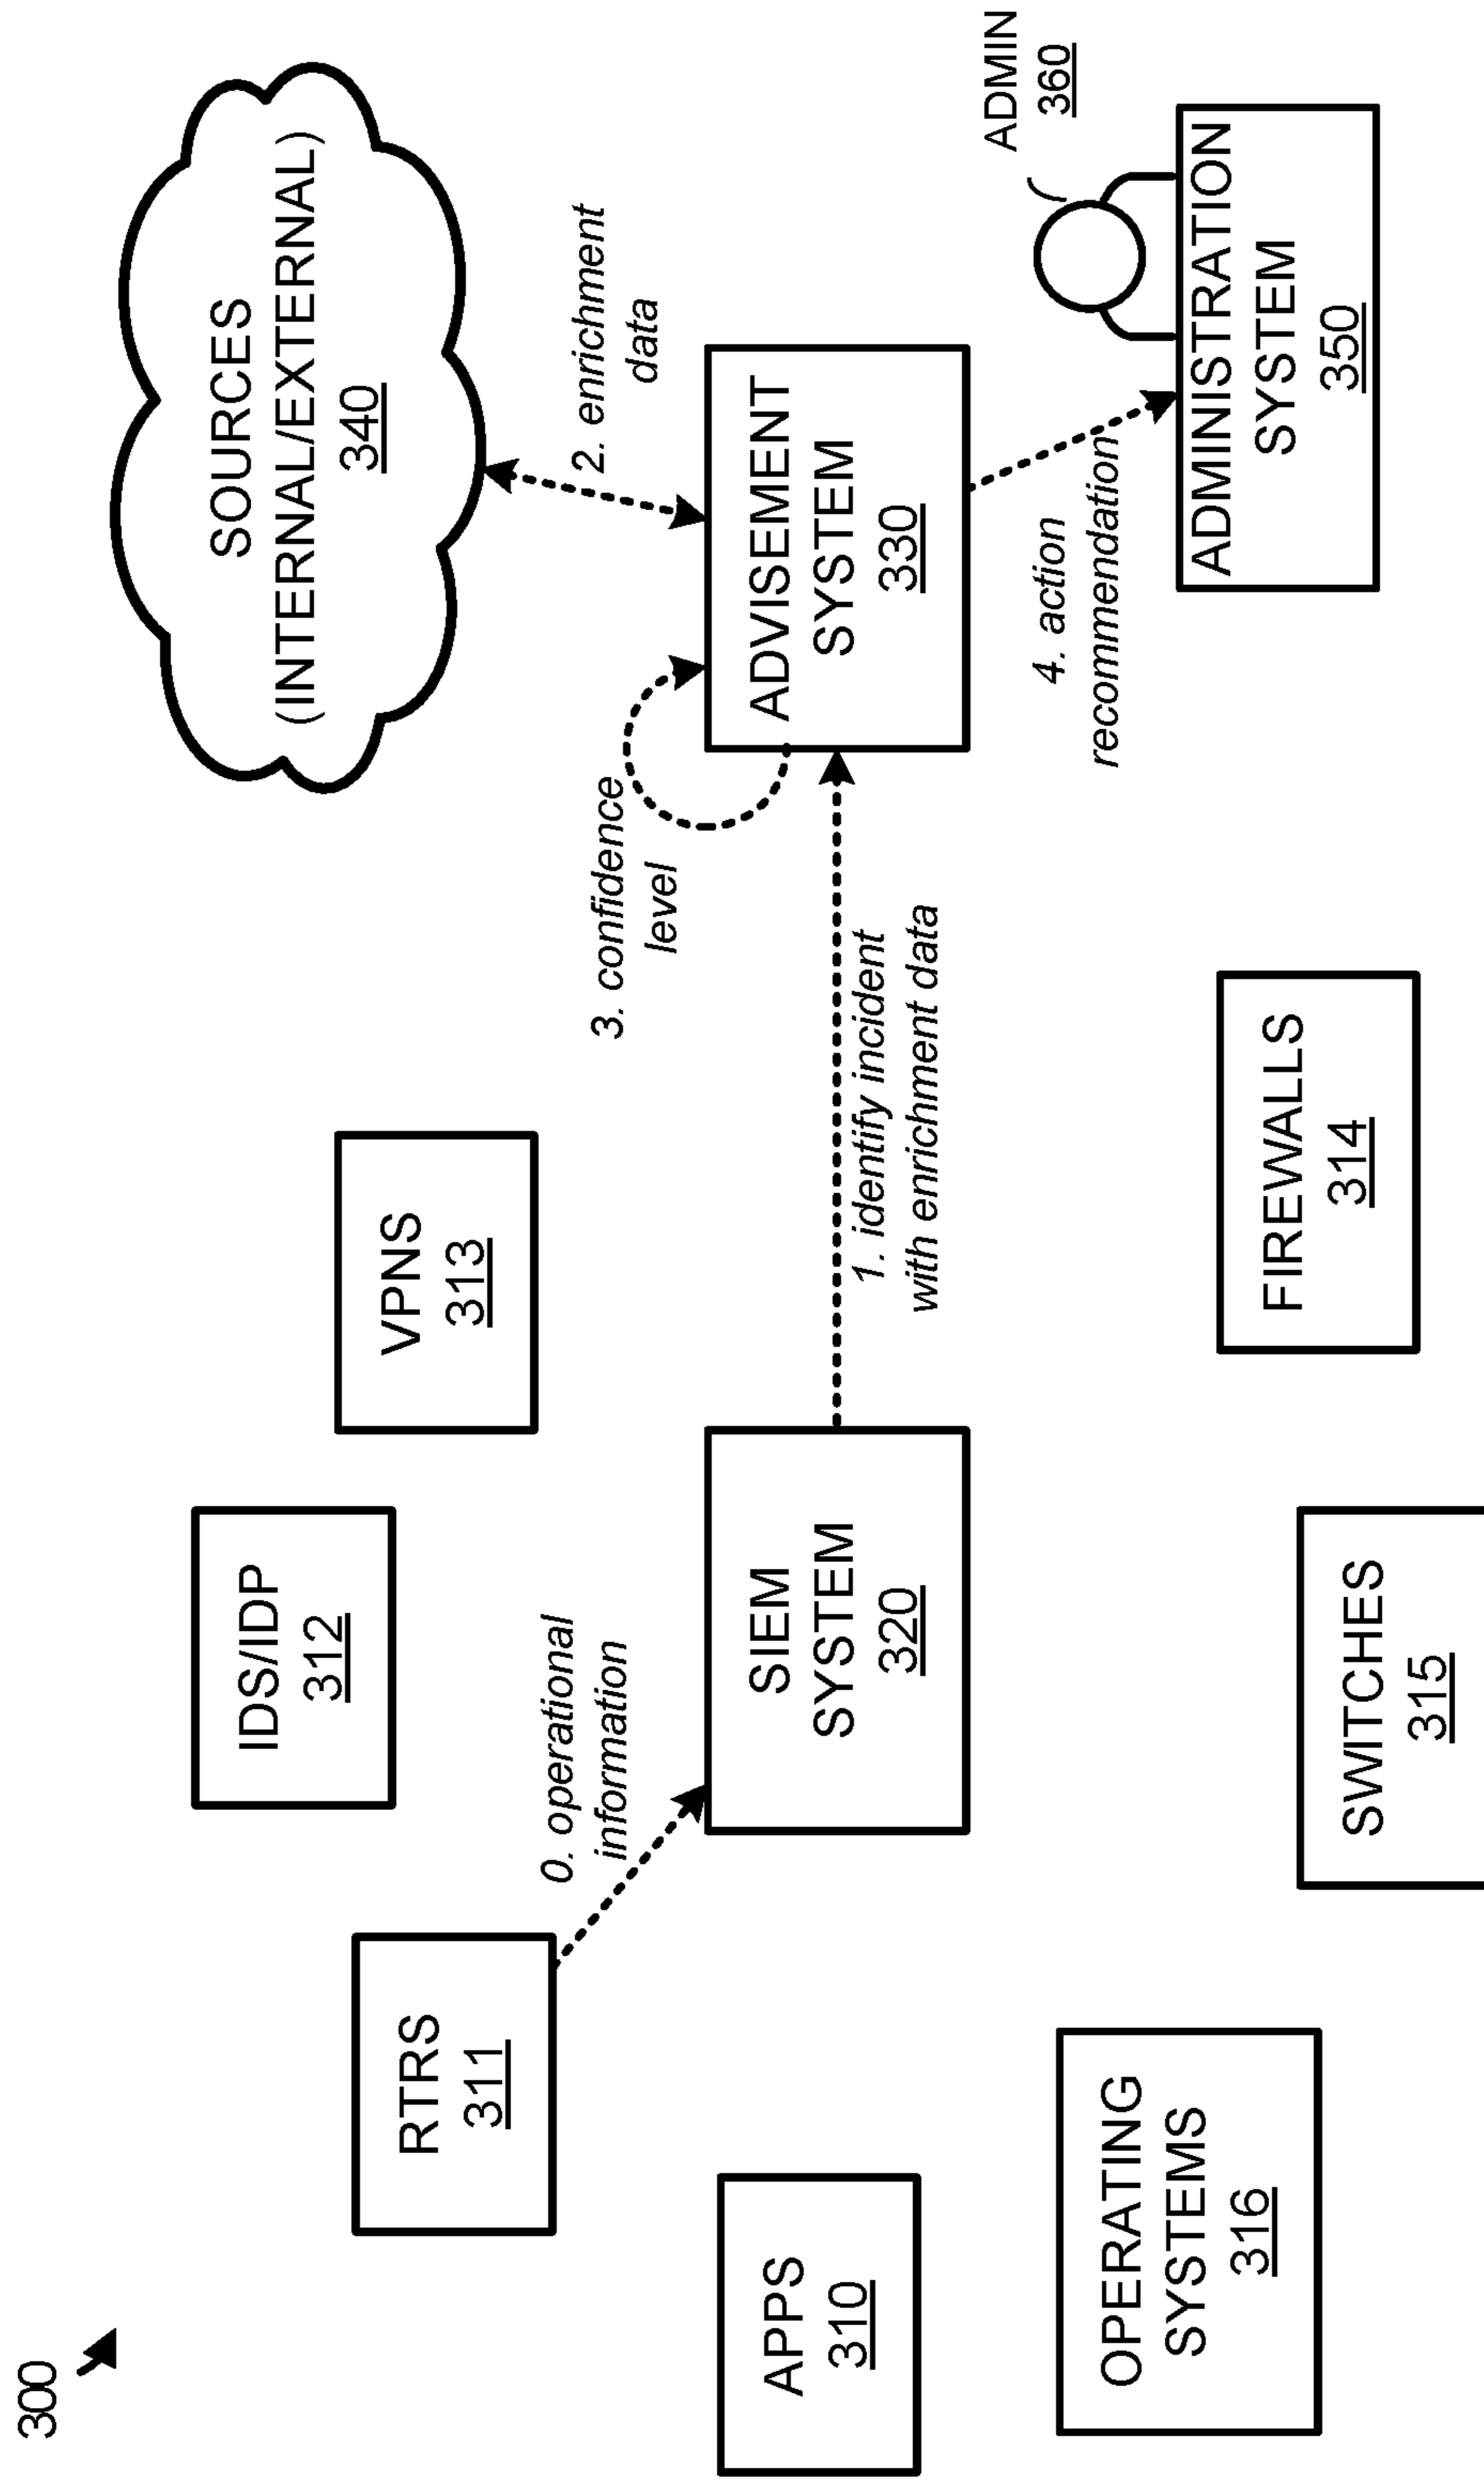 300
SOURCES
(INTERNAL/EXTERNAL)
340
IDS/IDP
312
VPNS
313
RTRS
311
0. operational
information
3. confidence
level
2. enrichment
data
APPS
310
SIEM
SYSTEM
320
1. identify incident
with enrichment data
ADVISEMENT
SYSTEM
330
ADMIN
360
4. action
recommendation
OPERATING
SYSTEMS
316
SWITCHES
315
FIREWALLS
314
ADMINISTRATION
SYSTEM
350